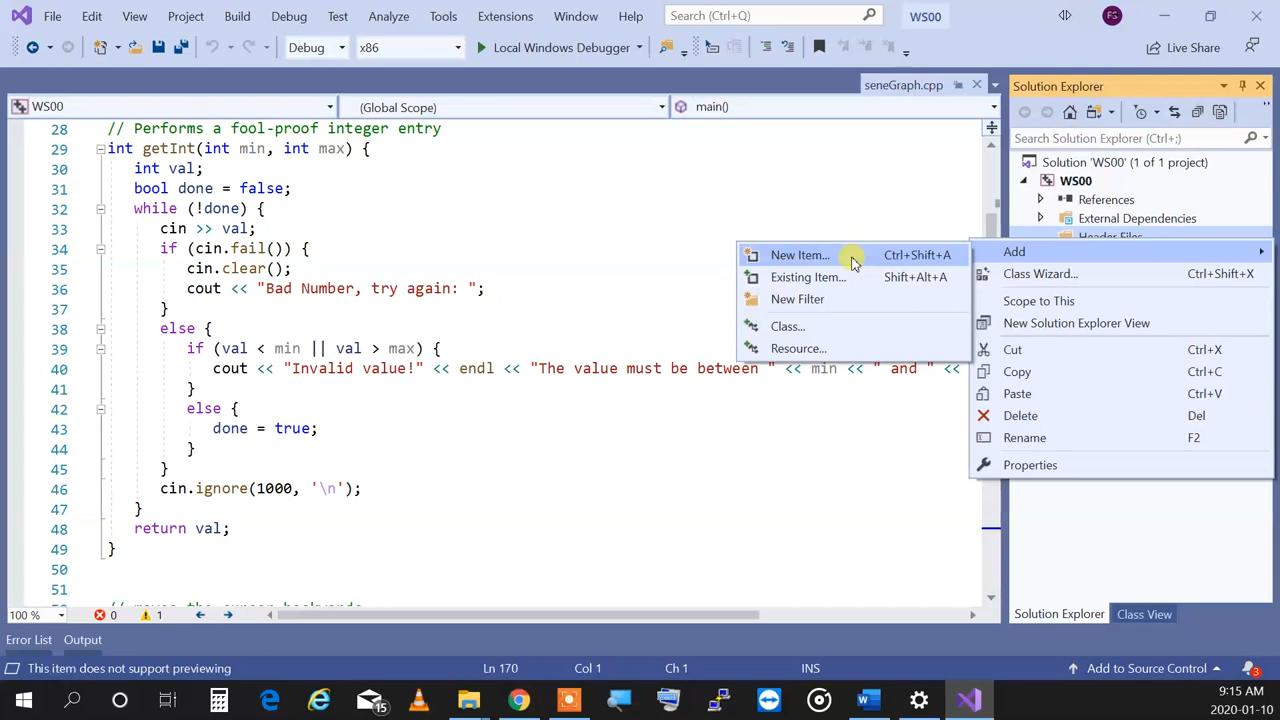 File Edit View Project Build Debug Test Analyze Tools Extensions Window Help Search (Ctrl+Q) WS00 FS
Debug x86 Local Windows Debugger Live Share
seneGraph.cpp
WS00 (Global Scope) main()
28 // Performs a fool-proof integer entry
29 int getInt(int min, int max) {
30 int val;
31 bool done = false;
32 while (!done) {
33 cin >> val;
34 if (cin.fail()) {
35 cin.clear();
36 cout << "Bad Number, try again: ";
37 }
38 else {
39 if (val < min || val > max) {
40 cout << "Invalid value!" << endl << "The value must be between " << min << " and " <<
41 }
42 else {
43 done = true;
44 }
45 }
46 cin.ignore(1000, '\n');
47 }
48 return val;
49 }
50
51
// moves the cursor backwards
100 % 0 1
Solution Explorer
Search Solution Explorer (Ctrl+;)
Solution 'WS00' (1 of 1 project)
WS00
References
External Dependencies
Header Files
Add
Class Wizard... Ctrl+Shift+X
Scope to This
New Solution Explorer View
Cut Ctrl+X
Copy Ctrl+C
Paste Ctrl+V
Delete Del
Rename F2
Properties
New Item... Ctrl+Shift+A
Existing Item... Shift+Alt+A
New Filter
Class...
Resource...
Solution Explorer Class View
Error List Output
This item does not support previewing Ln 170 Col 1 Ch 1 INS Add to Source Control 3
15
9:15 AM
2020-01-10